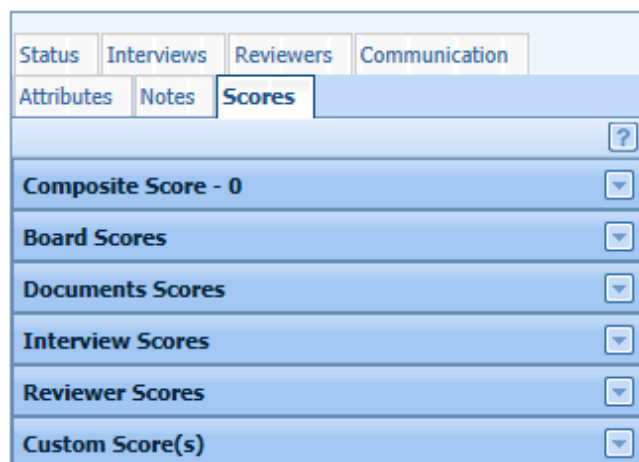 Status Interviews Reviewers Communication
Attributes Notes Scores
?
Composite Score - 0
Board Scores
Documents Scores
Interview Scores
Reviewer Scores
Custom Score(s)